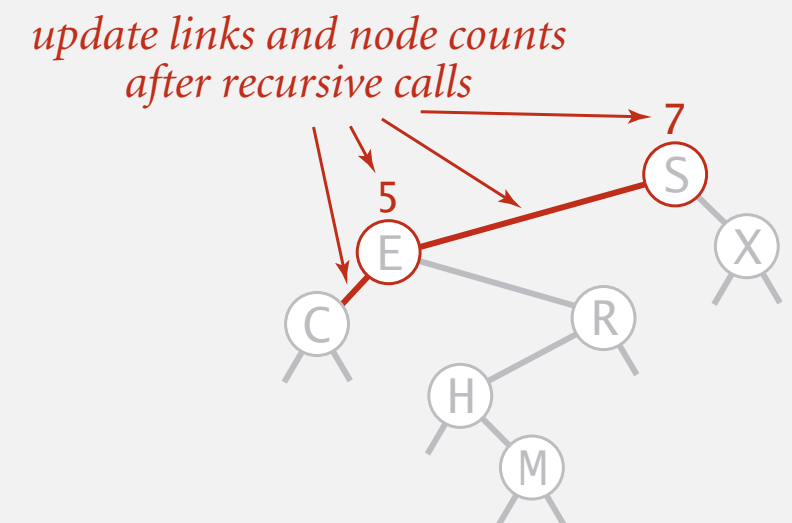 update links and node counts
after recursive calls
7
S
5
E
X
C
R
H
M